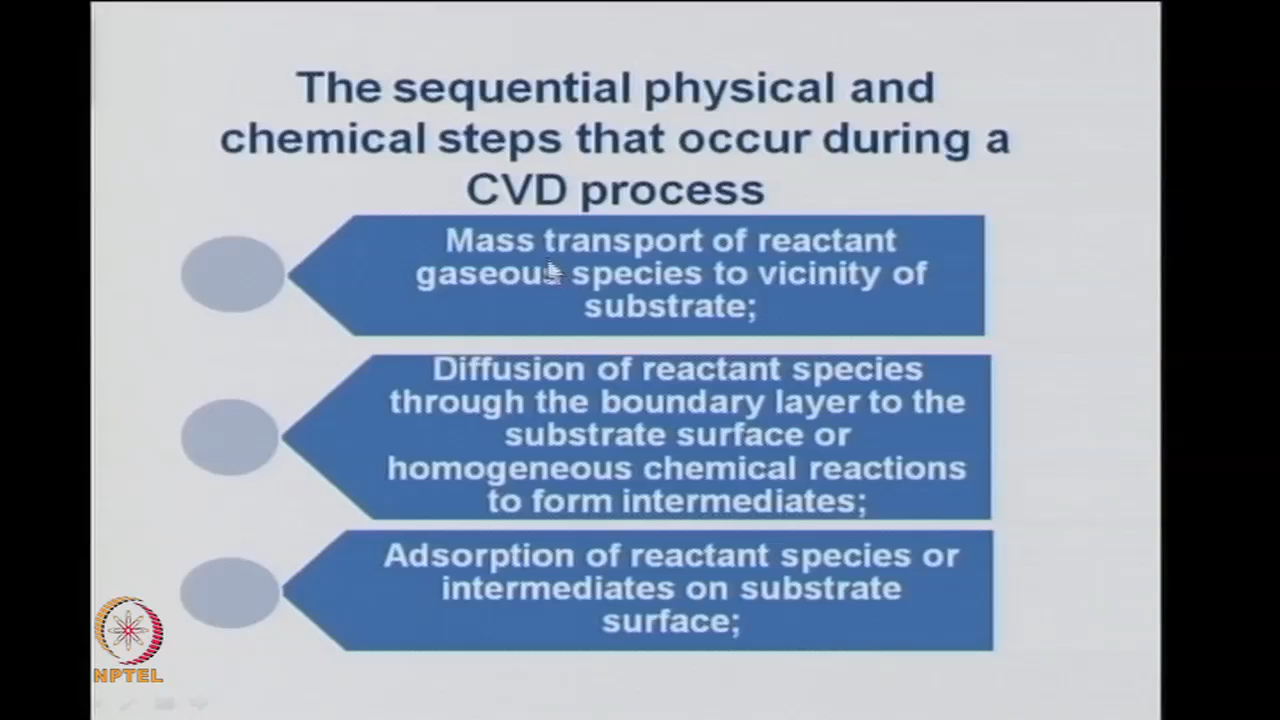 The sequential physical and
chemical steps that occur during a
CVD process
Mass transport of reactant
gaseous species to vicinity of
substrate;
Diffusion of reactant species
through the boundary layer to the
substrate surface or
homogeneous chemical reactions
to form intermediates;
Adsorption of reactant species or
intermediates on substrate
surface;
NPTEL